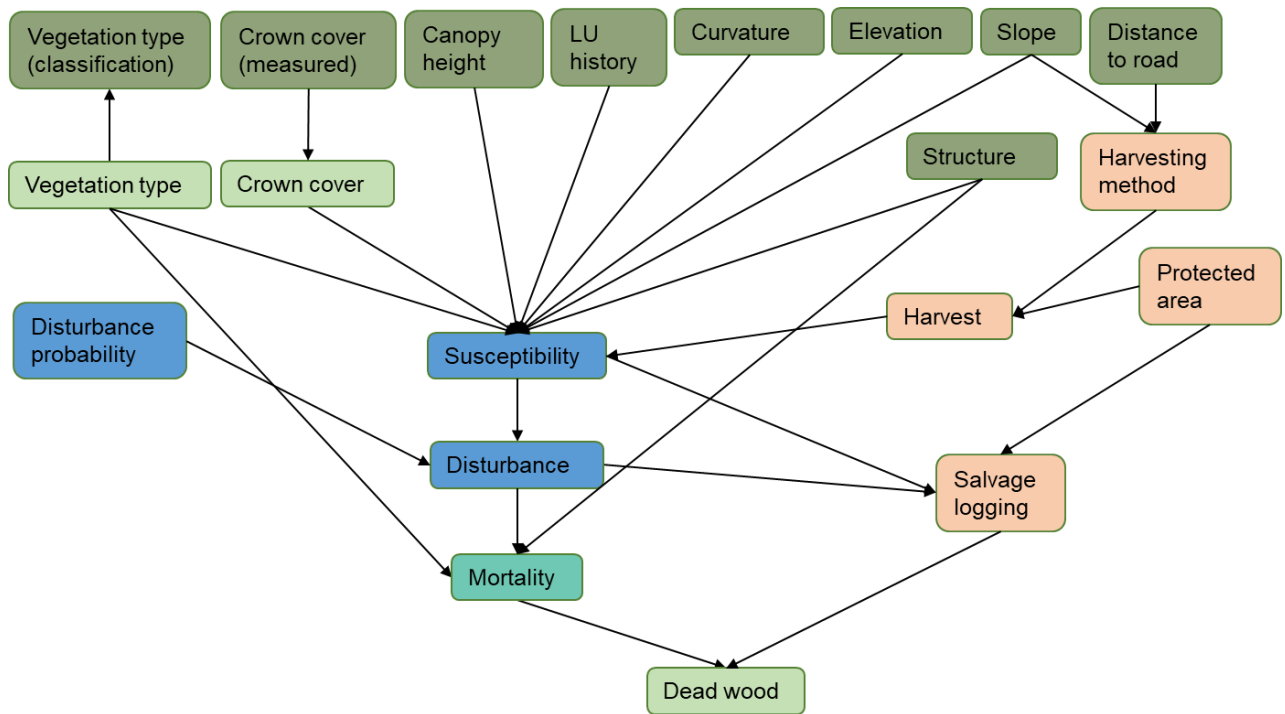 Vegetation type
(classification)
Crown cover
(measured)
Canopy
height
LU
history
Curvature
Elevation
Slope
Distance
to road
Structure
Harvesting
method
Vegetation type
Crown cover
Protected
area
Disturbance
probability
Harvest
Susceptibility
Disturbance
Salvage
logging
Mortality
Dead wood